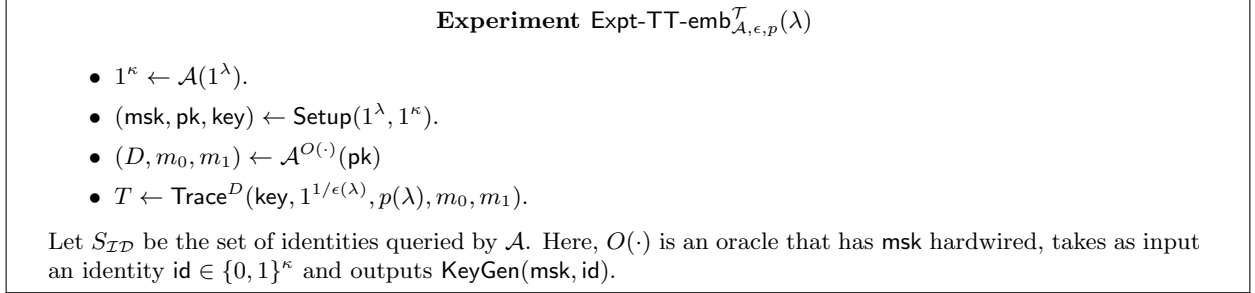 Experiment Expt-TT-emb^𝒯_{𝒜,ϵ,p}(λ)
• 1^κ ← 𝒜(1^λ).
• (msk, pk, key) ← Setup(1^λ, 1^κ).
• (D, m_0, m_1) ← 𝒜^{O(·)}(pk)
• T ← Trace^D(key, 1^{1/ϵ(λ)}, p(λ), m_0, m_1).
Let S_{ℐ𝒟} be the set of identities queried by 𝒜. Here, O(·) is an oracle that has msk hardwired, takes as input
an identity id ∈ {0, 1}^κ and outputs KeyGen(msk, id).